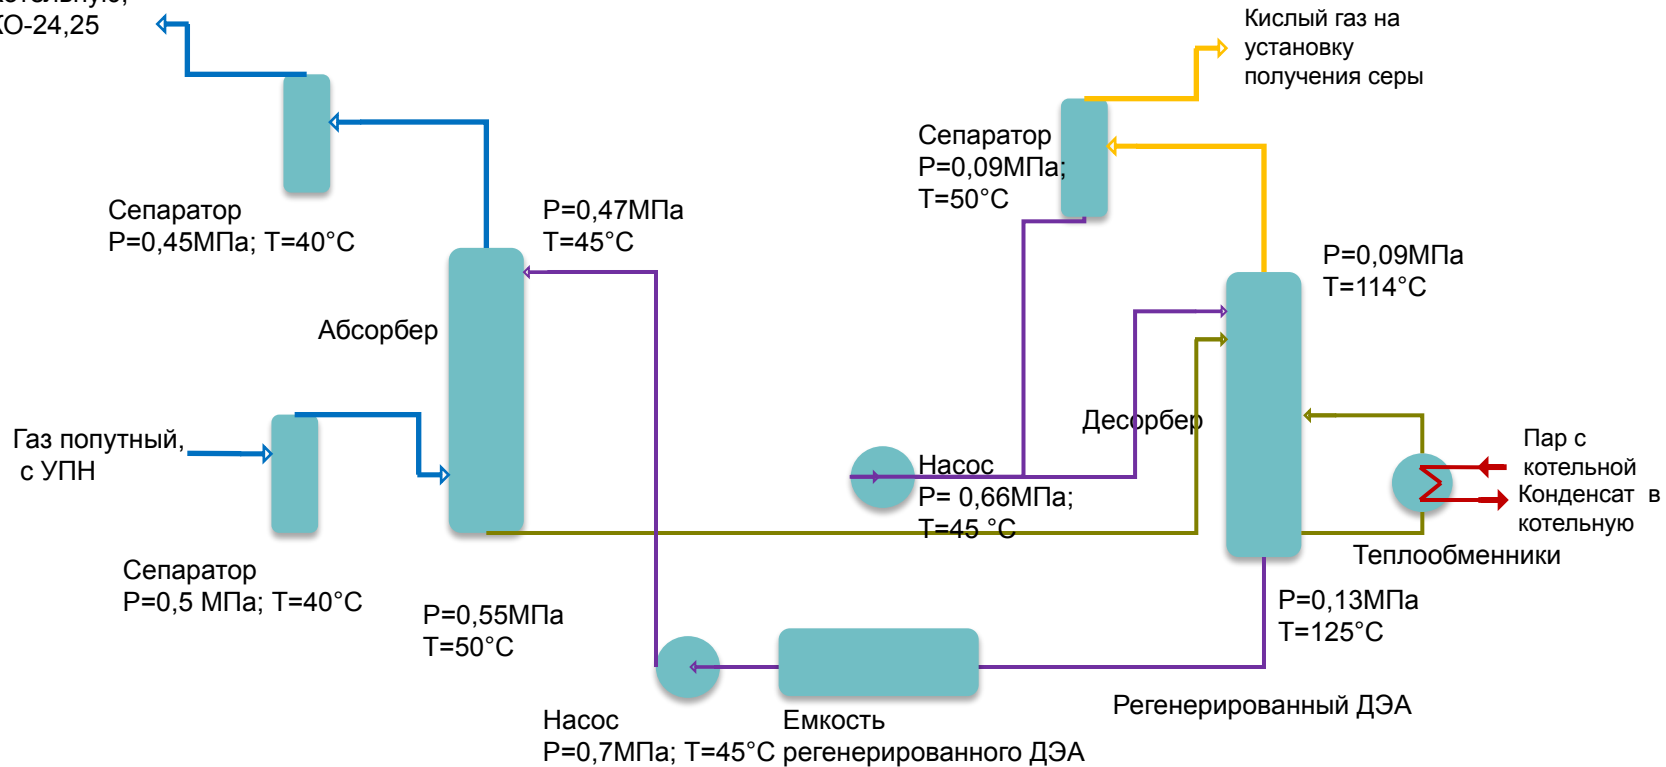 КО-24,25
Кислый газ на
установку
получения серы
Сепаратор
Р=0,09МПа;
Т=50°С
Сепаратор
Р=0,45МПа; Т=40°С
Р=0,47МПа
Т=45°С
Р=0,09МПа
Т=114°С
Абсорбер
Десорбер
Газ попутный,
с УПН
Насос
Р= 0,66МПа;
Т=45 °С
Пар с
котельной
Конденсат в
котельную
Теплообменники
Сепаратор
Р=0,5 МПа; Т=40°С
Р=0,55МПа
Т=50°С
Р=0,13МПа
Т=125°С
Регенерированный ДЭА
Насос
Р=0,7МПа; Т=45°С
Емкость
регенерированного ДЭА